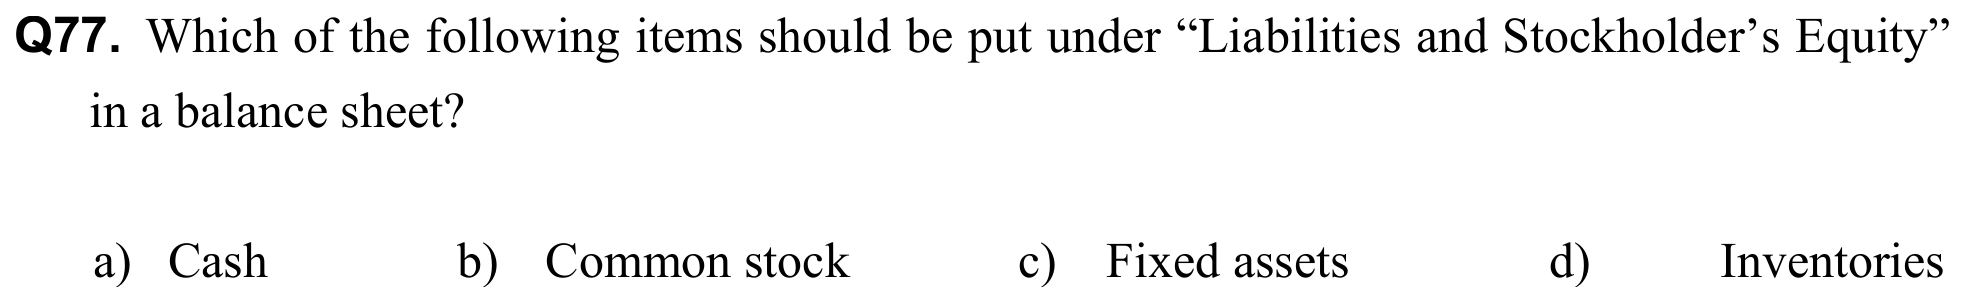 Q77. Which of the following items should be put under “Liabilities and Stockholder’s Equity”
in a balance sheet?
a) Cash b) Common stock c) Fixed assets d) Inventories